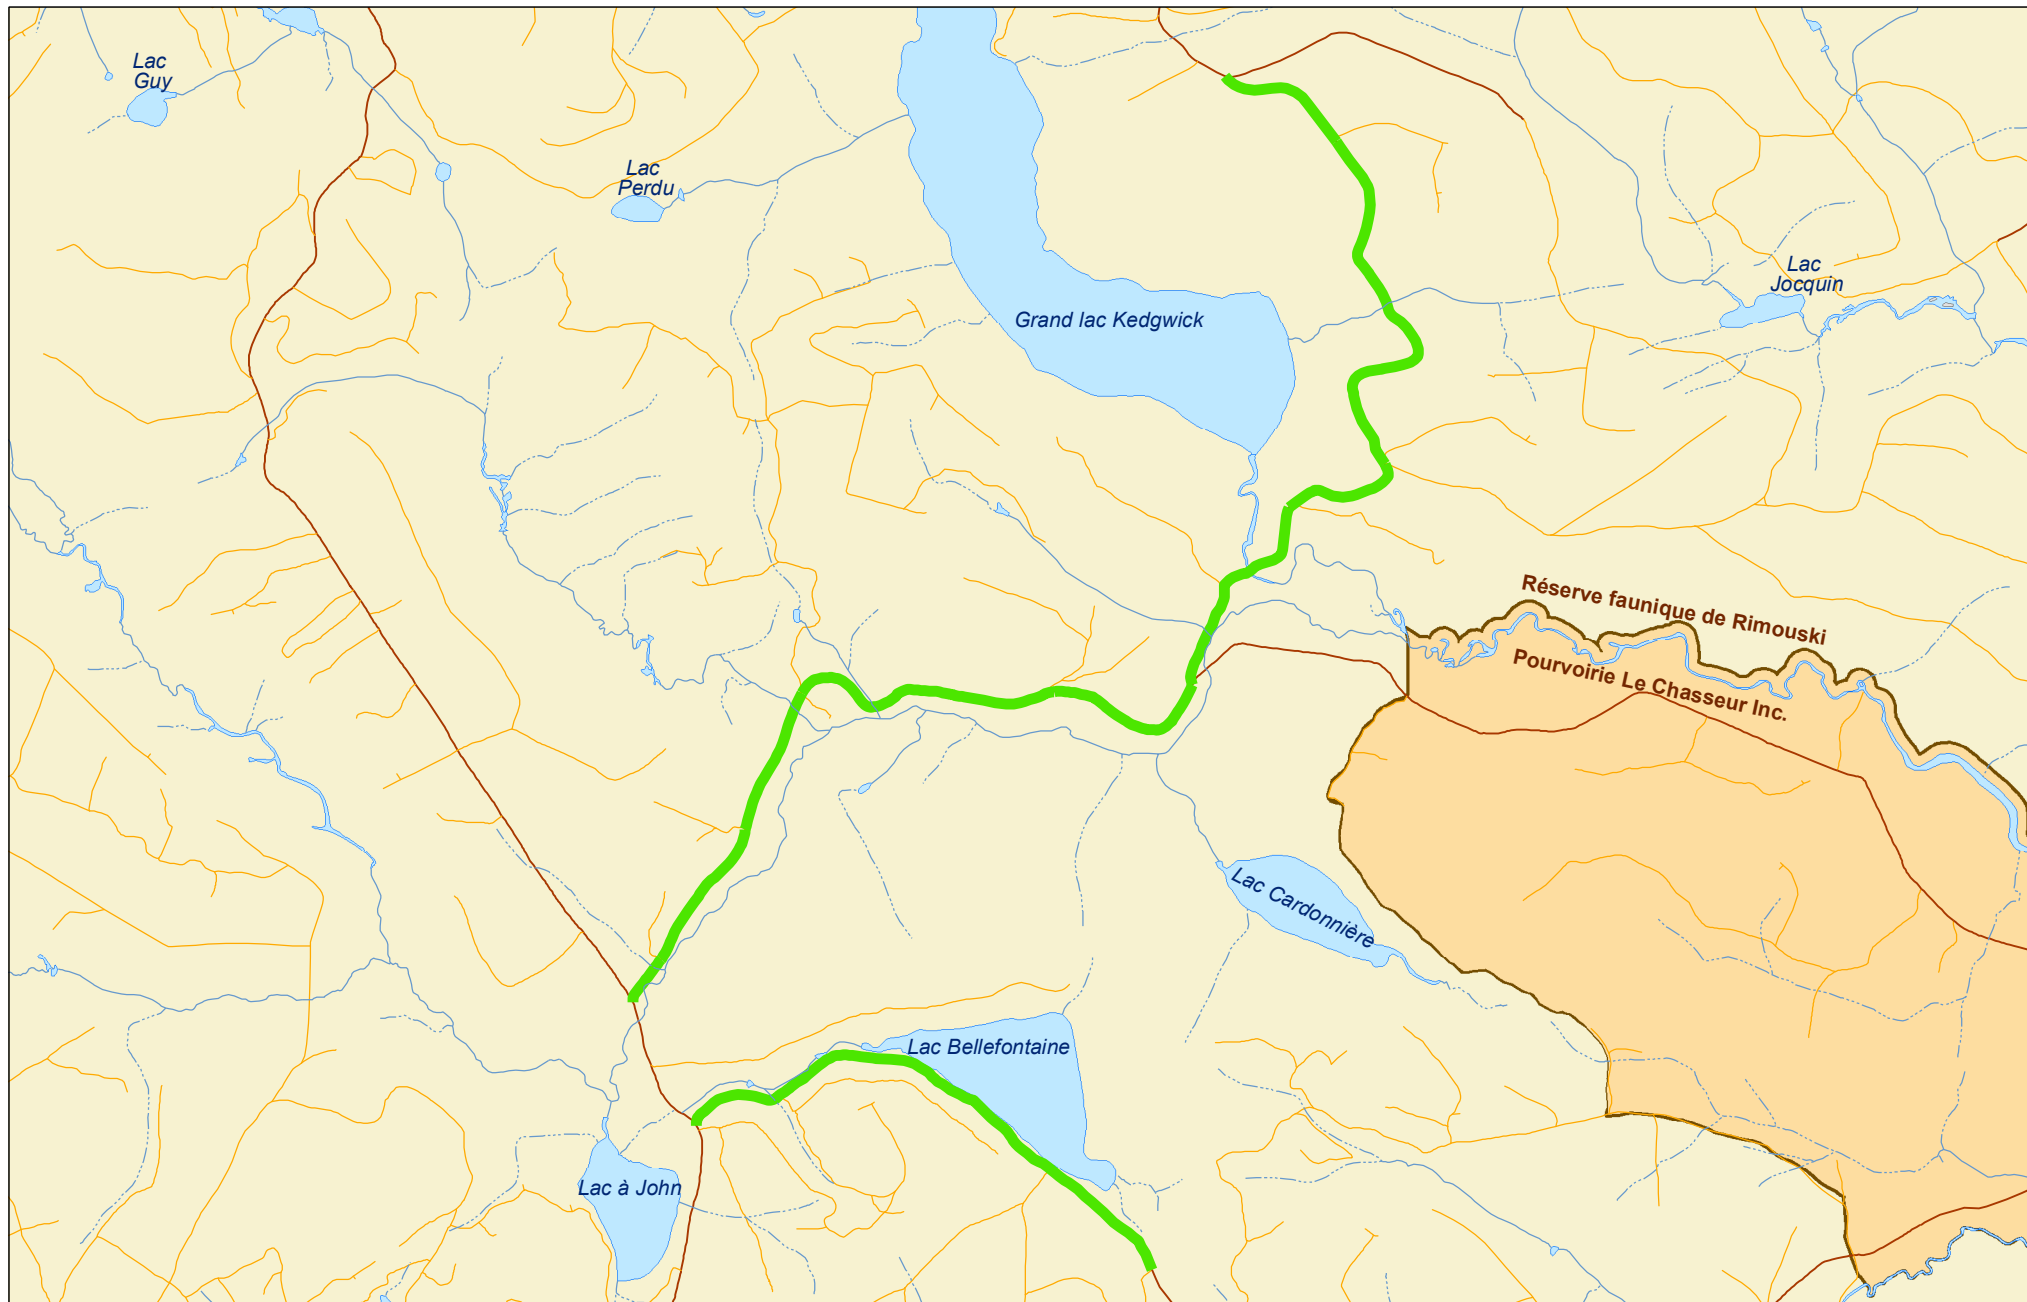 Lac
Guy
Lac
Perdu
Lac
Jocquin
Grand lac Kedgwick
Réserve faunique de Rimouski
Pourvoirie Le Chasseur Inc.
Lac Cardonnière
Lac Bellefontaine
Lac à John